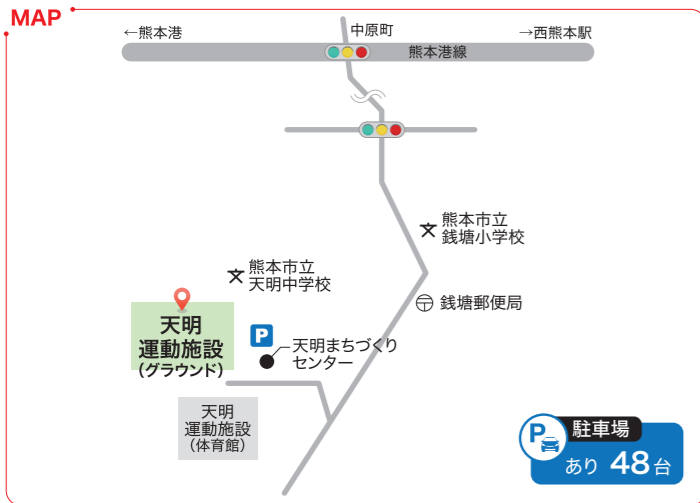 MAP
←熊本港
中原町
→西熊本駅
熊本港線
熊本市立
銭塘小学校
熊本市立
天明中学校
銭塘郵便局
天明
運動施設
(グラウンド)
P
天明まちづくり
センター
天明
運動施設
(体育館)
P
駐車場
あり 48台